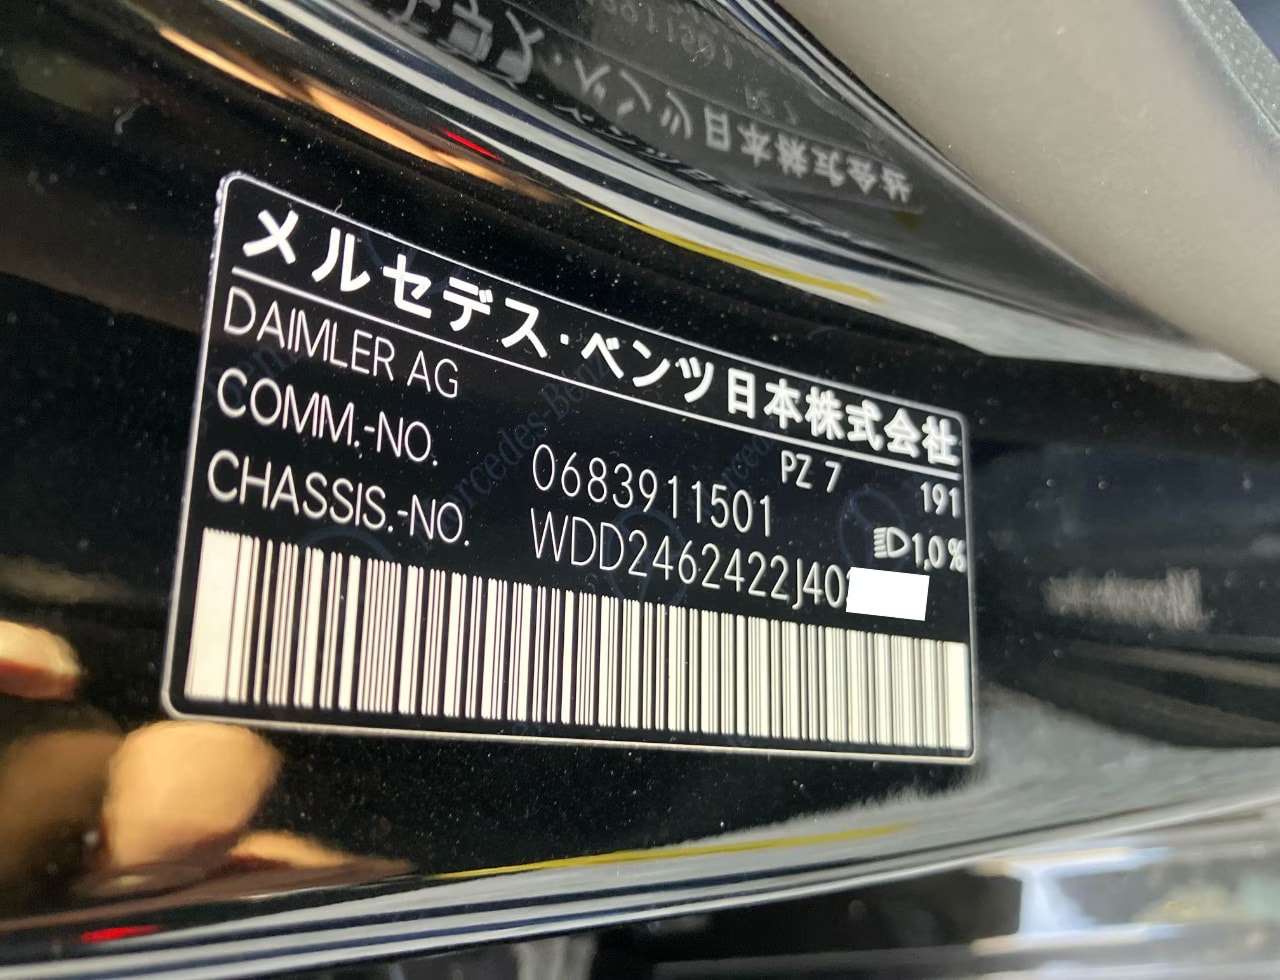 メルセデス・ベンツ日本株式会社
DAIMLER AG PZ 7 191
COMM.-NO. 0683911501 1,0%
CHASSIS.-NO. WDD2462422J40